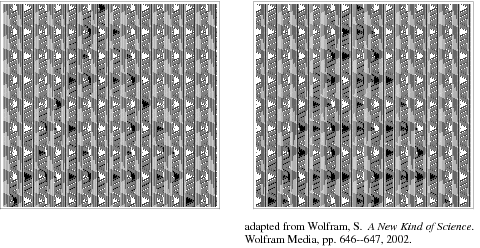 adapted from Wolfram, S. A New Kind of Science.
Wolfram Media, pp. 646--647, 2002.